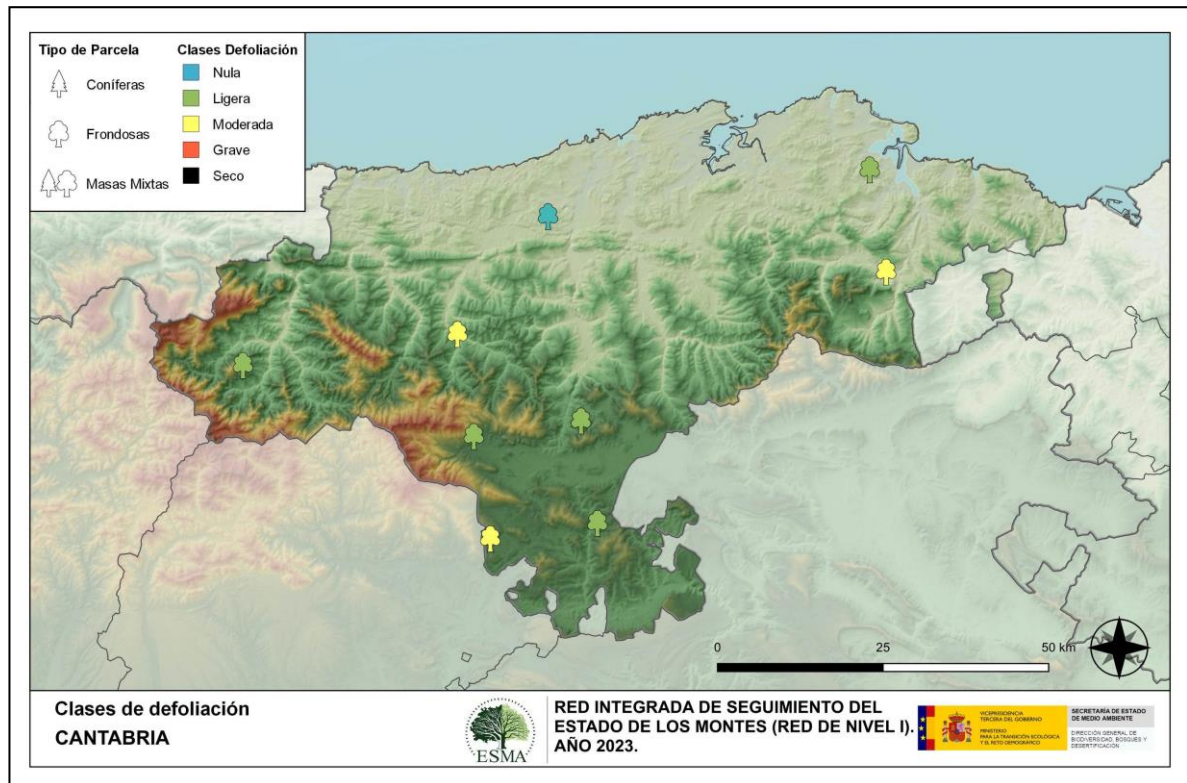 Tipo de Parcela
Coníferas
Frondosas
Masas Mixtas
Clases Defoliación
Nula
Ligera
Moderada
Grave
Seco
0
25
50 km
Clases de defoliación
CANTABRIA
ESMA
RED INTEGRADA DE SEGUIMIENTO DEL
ESTADO DE LOS MONTES (RED DE NIVEL I).
AÑO 2023.
VICEPRESIDENCIA
TERCERA DEL GOBIERNO
MINISTERIO
PARA LA TRANSICIÓN ECOLÓGICA
Y EL RETO DEMOGRÁFICO
SECRETARÍA DE ESTADO
DE MEDIO AMBIENTE
DIRECCIÓN GENERAL DE
BIODIVERSIDAD, BOSQUES Y
DESERTIFICACIÓN